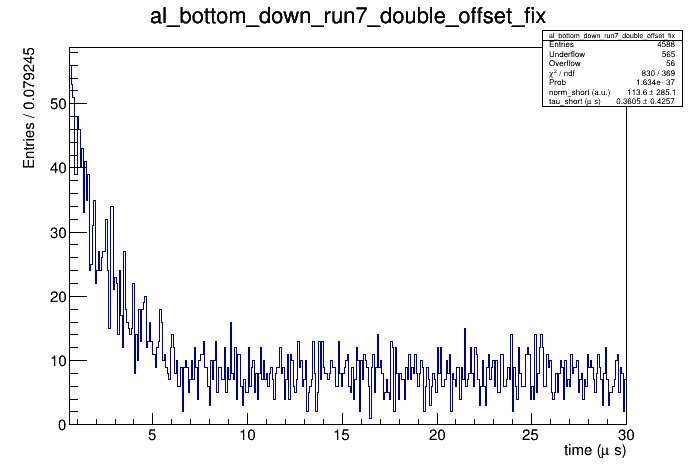 al_bottom_down_run7_double_offset_fix
al_bottom_down_run7_double_offset_fix
Entries 4588
Underflow 565
Overflow 56
χ² / ndf 830 / 369
Prob 1.634e−37
norm_short (a.u.) 113.6 ± 285.1
tau_short (μ s) 0.3605 ± 0.4257
Entries / 0.079245
50
40
30
20
10
0
5 10 15 20 25 30
time (μ s)